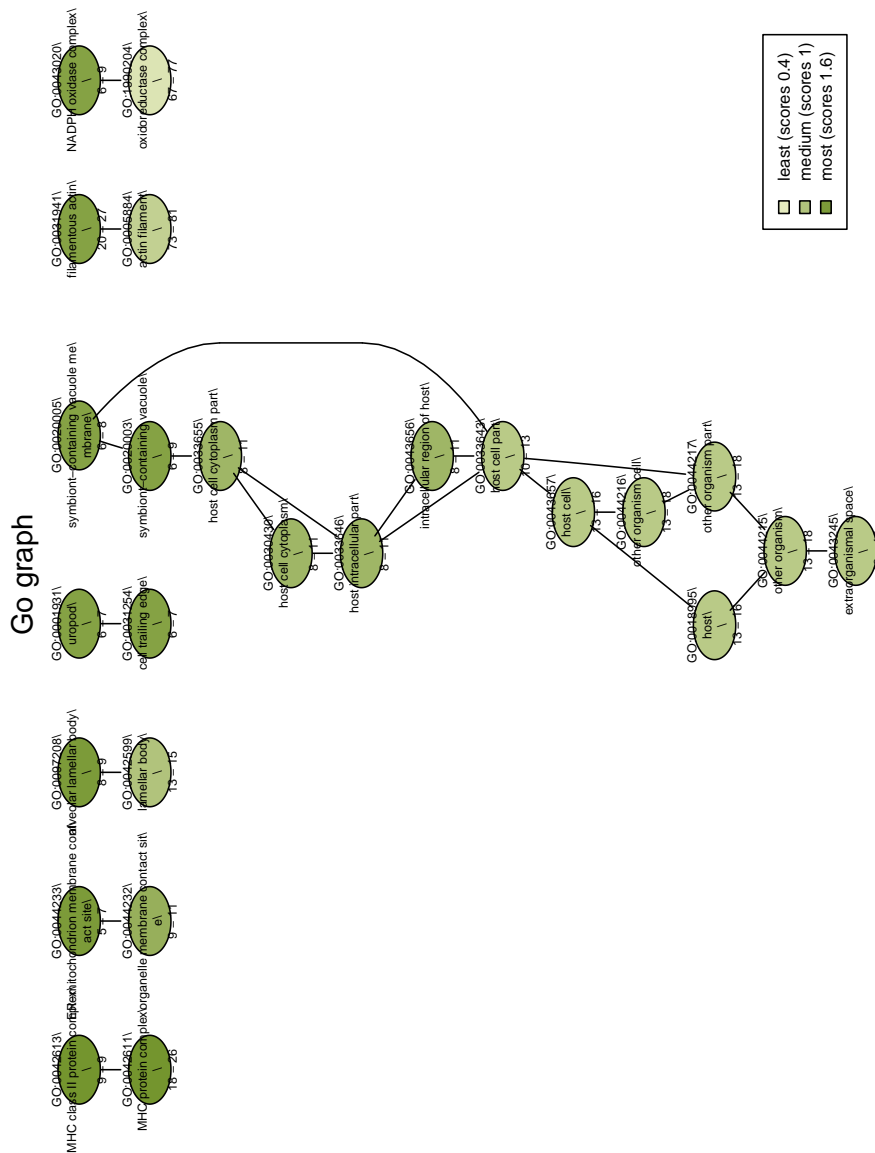 Go graph
GO:0042613\
MHC class II protein complex\
9 – 9
GO:0042611\
MHC protein complex\
18 – 26
GO:0044233\
ER-mitochondrion membrane cont
act site\
5 – 7
GO:0044232\
organelle membrane contact sit
e\
9 – 11
GO:0097208\
alveolar lamellar body\
8 – 9
GO:0042599\
lamellar body\
13 – 15
GO:0001931\
uropod\
6 – 7
GO:0031254\
cell trailing edge\
6 – 7
GO:0020005\
symbiont–containing vacuole me\
mbrane\
6 – 8
GO:0020003\
symbiont–containing vacuole\
6 – 9
GO:0033655\
host cell cytoplasm part\
8 – 11
GO:0030430\
host cell cytoplasm\
8 – 11
GO:0033646\
host intracellular part\
8 – 11
GO:0043656\
intracellular region of host\
8 – 11
GO:0033643\
host cell part\
10 – 13
GO:0043657\
host cell\
13 – 16
GO:0044216\
other organism cell\
13 – 18
GO:0044217\
other organism part\
13 – 18
GO:0018995\
host\
13 – 16
GO:0044215\
other organism\
13 – 18
GO:0043245\
extraorganismal space\
GO:0031941\
filamentous actin\
20 – 27
GO:0005884\
actin filament\
73 – 81
GO:0043020\
NADPH oxidase complex\
6 – 9
GO:1990204\
oxidoreductase complex\
67 – 77
least (scores 0.4)
medium (scores 1)
most (scores 1.6)